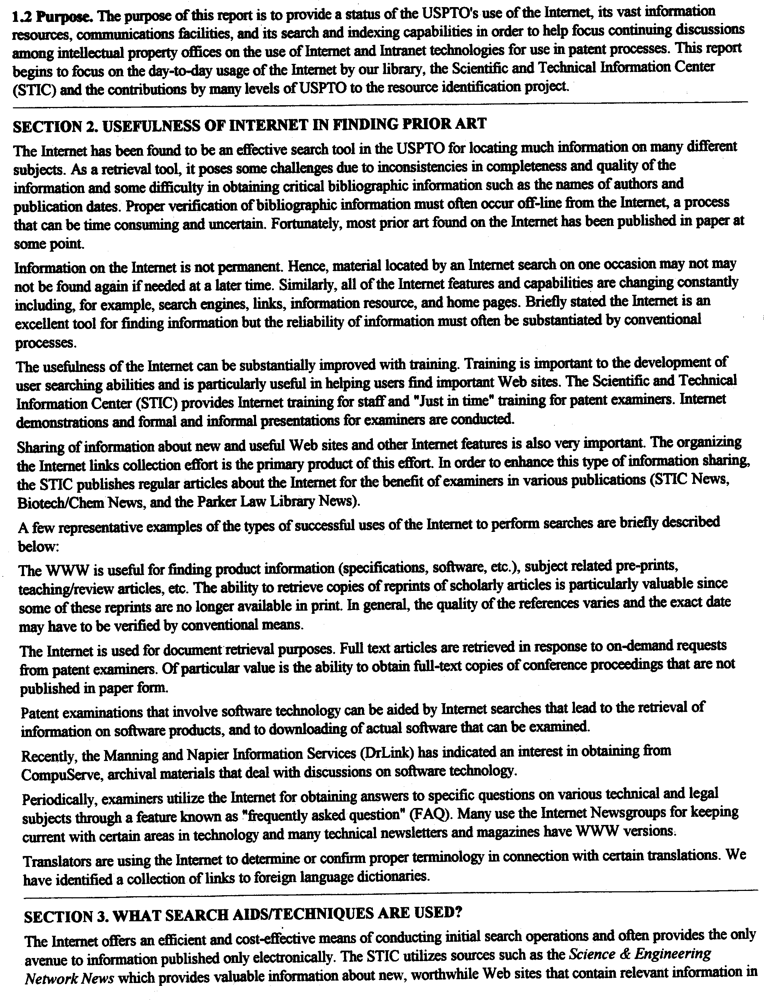 1.2 Purpose. The purpose of this report is to provide a status of the USPTO's use of the Internet, its vast information
resources, communications facilities, and its search and indexing capabilities in order to help focus continuing discussions
among intellectual property offices on the use of Internet and Intranet technologies for use in patent processes. This report
begins to focus on the day-to-day usage of the Internet by our library, the Scientific and Technical Information Center
(STIC) and the contributions by many levels of USPTO to the resource identification project.
SECTION 2. USEFULNESS OF INTERNET IN FINDING PRIOR ART
The Internet has been found to be an effective search tool in the USPTO for locating much information on many different
subjects. As a retrieval tool, it poses some challenges due to inconsistencies in completeness and quality of the
information and some difficulty in obtaining critical bibliographic information such as the names of authors and
publication dates. Proper verification of bibliographic information must often occur off-line from the Internet, a process
that can be time consuming and uncertain. Fortunately, most prior art found on the Internet has been published in paper at
some point.
Information on the Internet is not permanent. Hence, material located by an Internet search on one occasion may not may
not be found again if needed at a later time. Similarly, all of the Internet features and capabilities are changing constantly
including, for example, search engines, links, information resource, and home pages. Briefly stated the Internet is an
excellent tool for finding information but the reliability of information must often be substantiated by conventional
processes.
The usefulness of the Internet can be substantially improved with training. Training is important to the development of
user searching abilities and is particularly useful in helping users find important Web sites. The Scientific and Technical
Information Center (STIC) provides Internet training for staff and "Just in time" training for patent examiners. Internet
demonstrations and formal and informal presentations for examiners are conducted.
Sharing of information about new and useful Web sites and other Internet features is also very important. The organizing
the Internet links collection effort is the primary product of this effort. In order to enhance this type of information sharing,
the STIC publishes regular articles about the Internet for the benefit of examiners in various publications (STIC News,
Biotech/Chem News, and the Parker Law Library News).
A few representative examples of the types of successful uses of the Internet to perform searches are briefly described
below:
The WWW is useful for finding product information (specifications, software, etc.), subject related pre-prints,
teaching/review articles, etc. The ability to retrieve copies of reprints of scholarly articles is particularly valuable since
some of these reprints are no longer available in print. In general, the quality of the references varies and the exact date
may have to be verified by conventional means.
The Internet is used for document retrieval purposes. Full text articles are retrieved in response to on-demand requests
from patent examiners. Of particular value is the ability to obtain full-text copies of conference proceedings that are not
published in paper form.
Patent examinations that involve software technology can be aided by Internet searches that lead to the retrieval of
information on software products, and to downloading of actual software that can be examined.
Recently, the Manning and Napier Information Services (DrLink) has indicated an interest in obtaining from
CompuServe, archival materials that deal with discussions on software technology.
Periodically, examiners utilize the Internet for obtaining answers to specific questions on various technical and legal
subjects through a feature known as "frequently asked question" (FAQ). Many use the Internet Newsgroups for keeping
current with certain areas in technology and many technical newsletters and magazines have WWW versions.
Translators are using the Internet to determine or confirm proper terminology in connection with certain translations. We
have identified a collection of links to foreign language dictionaries.
SECTION 3. WHAT SEARCH AIDS/TECHNIQUES ARE USED?
The Internet offers an efficient and cost-effective means of conducting initial search operations and often provides the only
avenue to information published only electronically. The STIC utilizes sources such as the Science & Engineering
Network News which provides valuable information about new, worthwhile Web sites that contain relevant information in